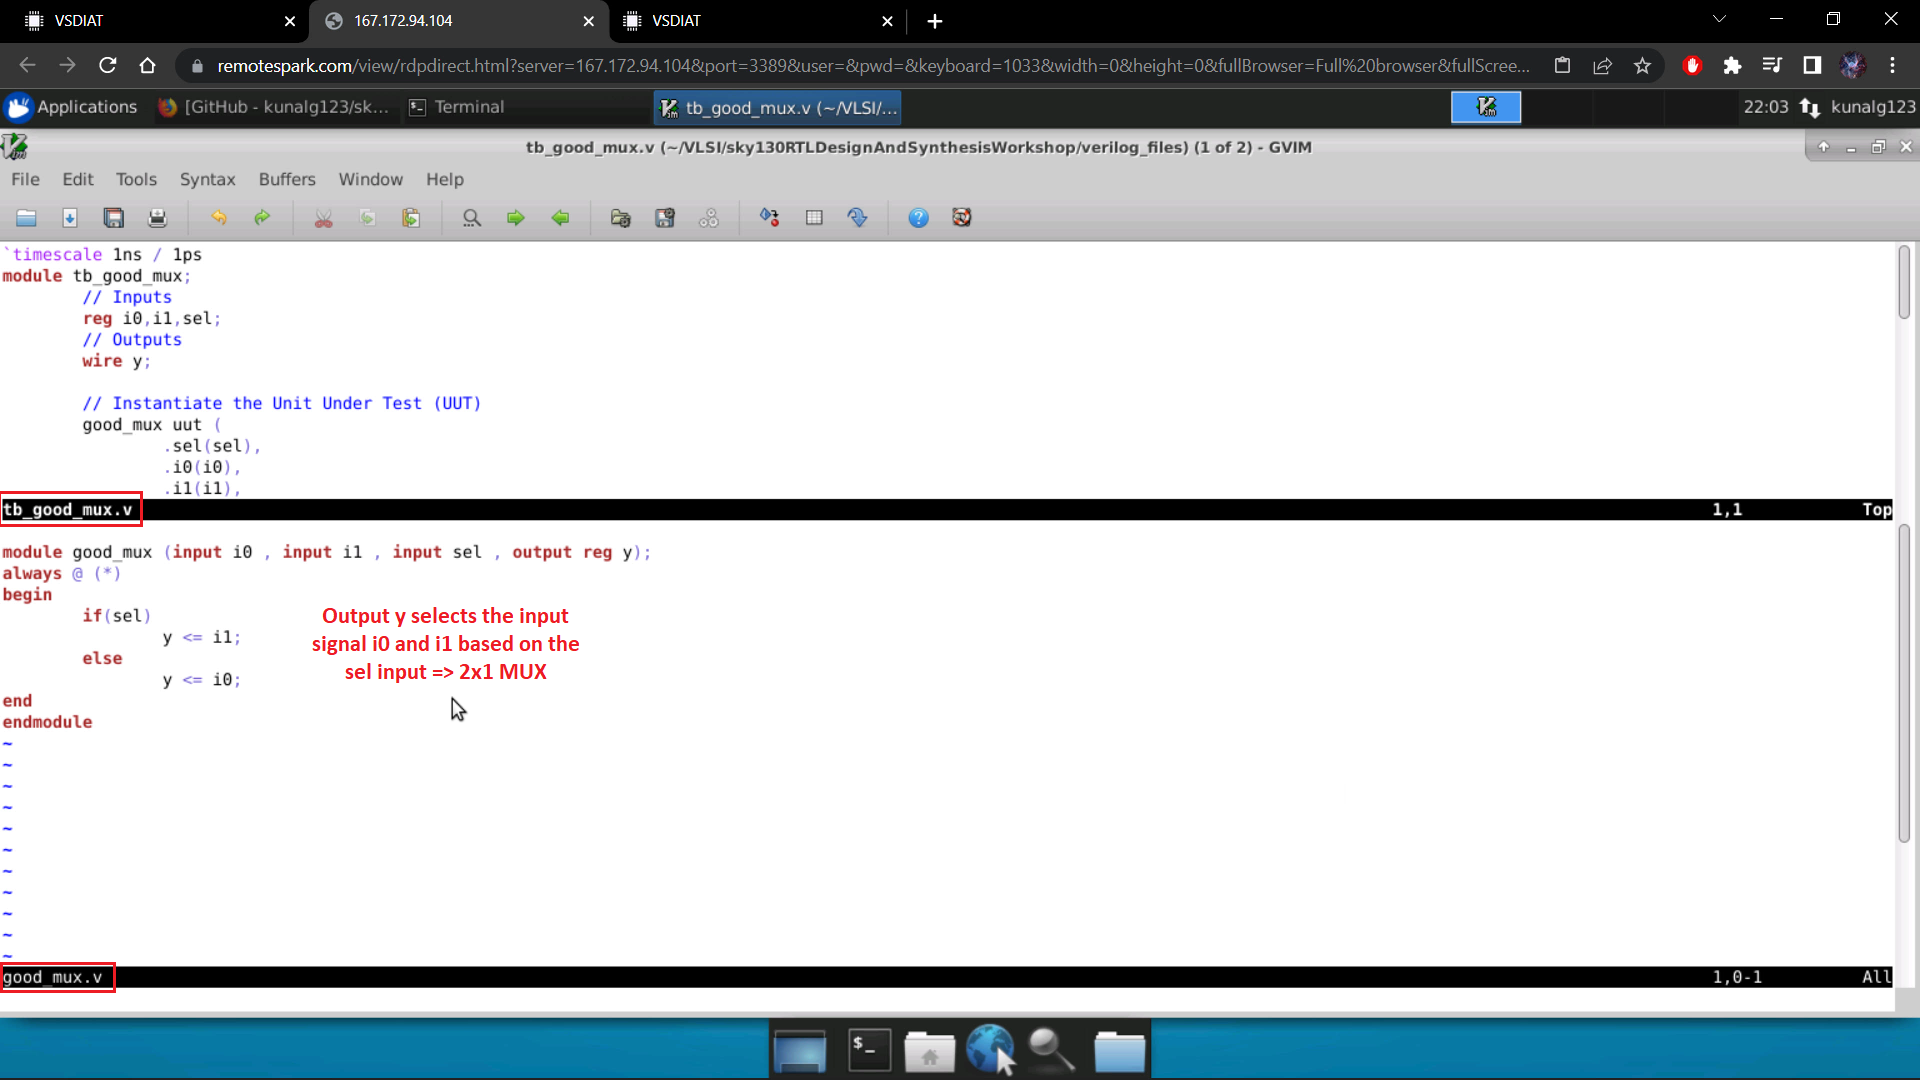 VSDIAT
167.172.94.104
VSDIAT
remotespark.com/view/rdpdirect.html?server=167.172.94.104&port=3389&user=&pwd=&keyboard=1033&width=0&height=0&fullBrowser=Full%20browser&fullScree...
Applications
[GitHub - kunalg123/sk...
Terminal
tb_good_mux.v (~/VLSI/...
22:03
kunalg123
tb_good_mux.v (~/VLSI/sky130RTLDesignAndSynthesisWorkshop/verilog_files) (1 of 2) - GVIM
File Edit Tools Syntax Buffers Window Help
`timescale 1ns / 1ps
module tb_good_mux;
// Inputs
reg i0,i1,sel;
// Outputs
wire y;
// Instantiate the Unit Under Test (UUT)
good_mux uut (
.sel(sel),
.i0(i0),
.i1(i1),
tb_good_mux.v 1,1 Top
module good_mux (input i0 , input i1 , input sel , output reg y);
always @ (*)
begin
if(sel)
y <= i1;
else
y <= i0;
end
endmodule
Output y selects the input
signal i0 and i1 based on the
sel input => 2x1 MUX
~
~
~
~
~
~
~
~
~
~
~
good_mux.v 1,0-1 All
$_